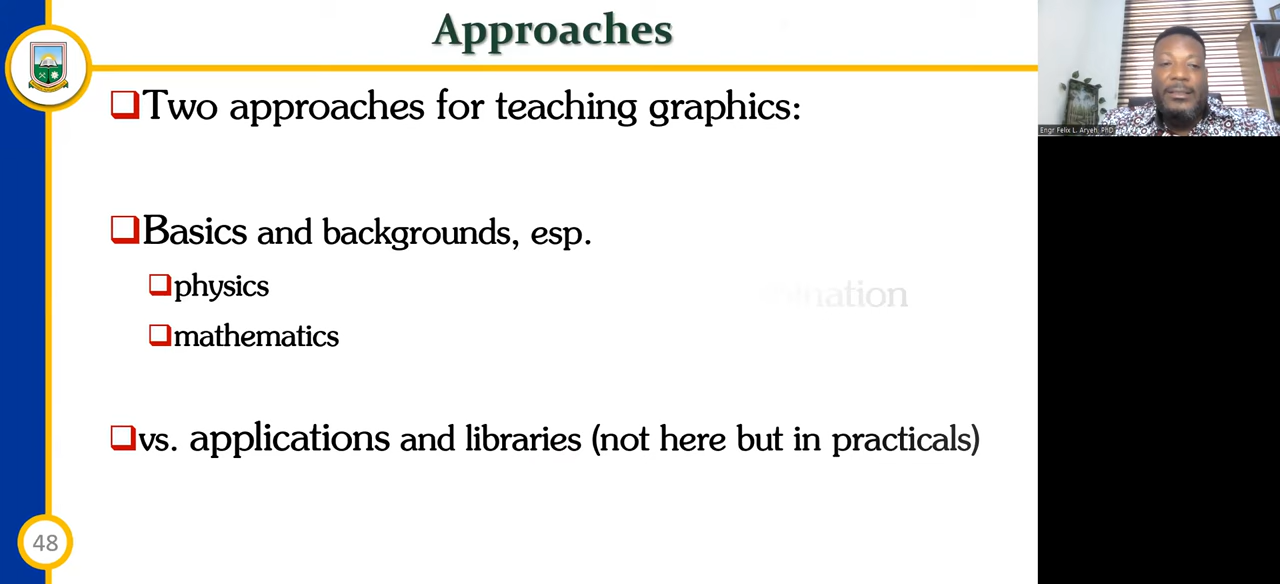 Approaches
Two approaches for teaching graphics:
Basics and backgrounds, esp.
physics
mathematics
vs. applications and libraries (not here but in practicals)
48
Engr Felix L. Aryeh, PhD